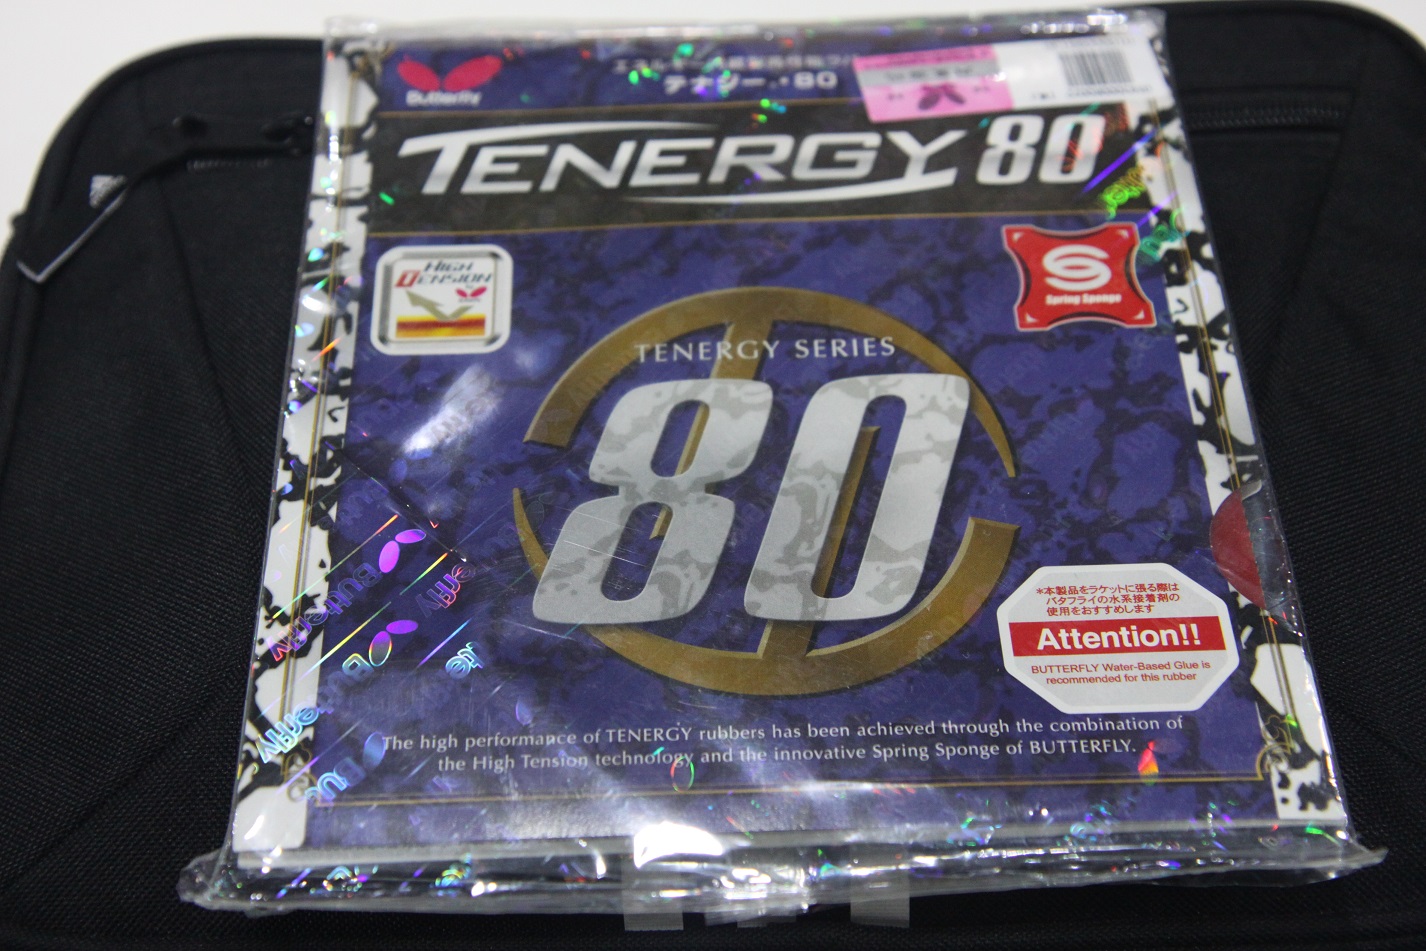 Butterfly
テナジー・80
TENERGY 80
High
Tension
Spring Sponge
TENERGY SERIES
80
*本製品をラケットに張る際は
バタフライの水系接着剤の
使用をおすすめします
Attention!!
BUTTERFLY Water-Based Glue is
recommended for this rubber
The high performance of TENERGY rubbers has been achieved through the combination of
the High Tension technology and the innovative Spring Sponge of BUTTERFLY.
Butterfly